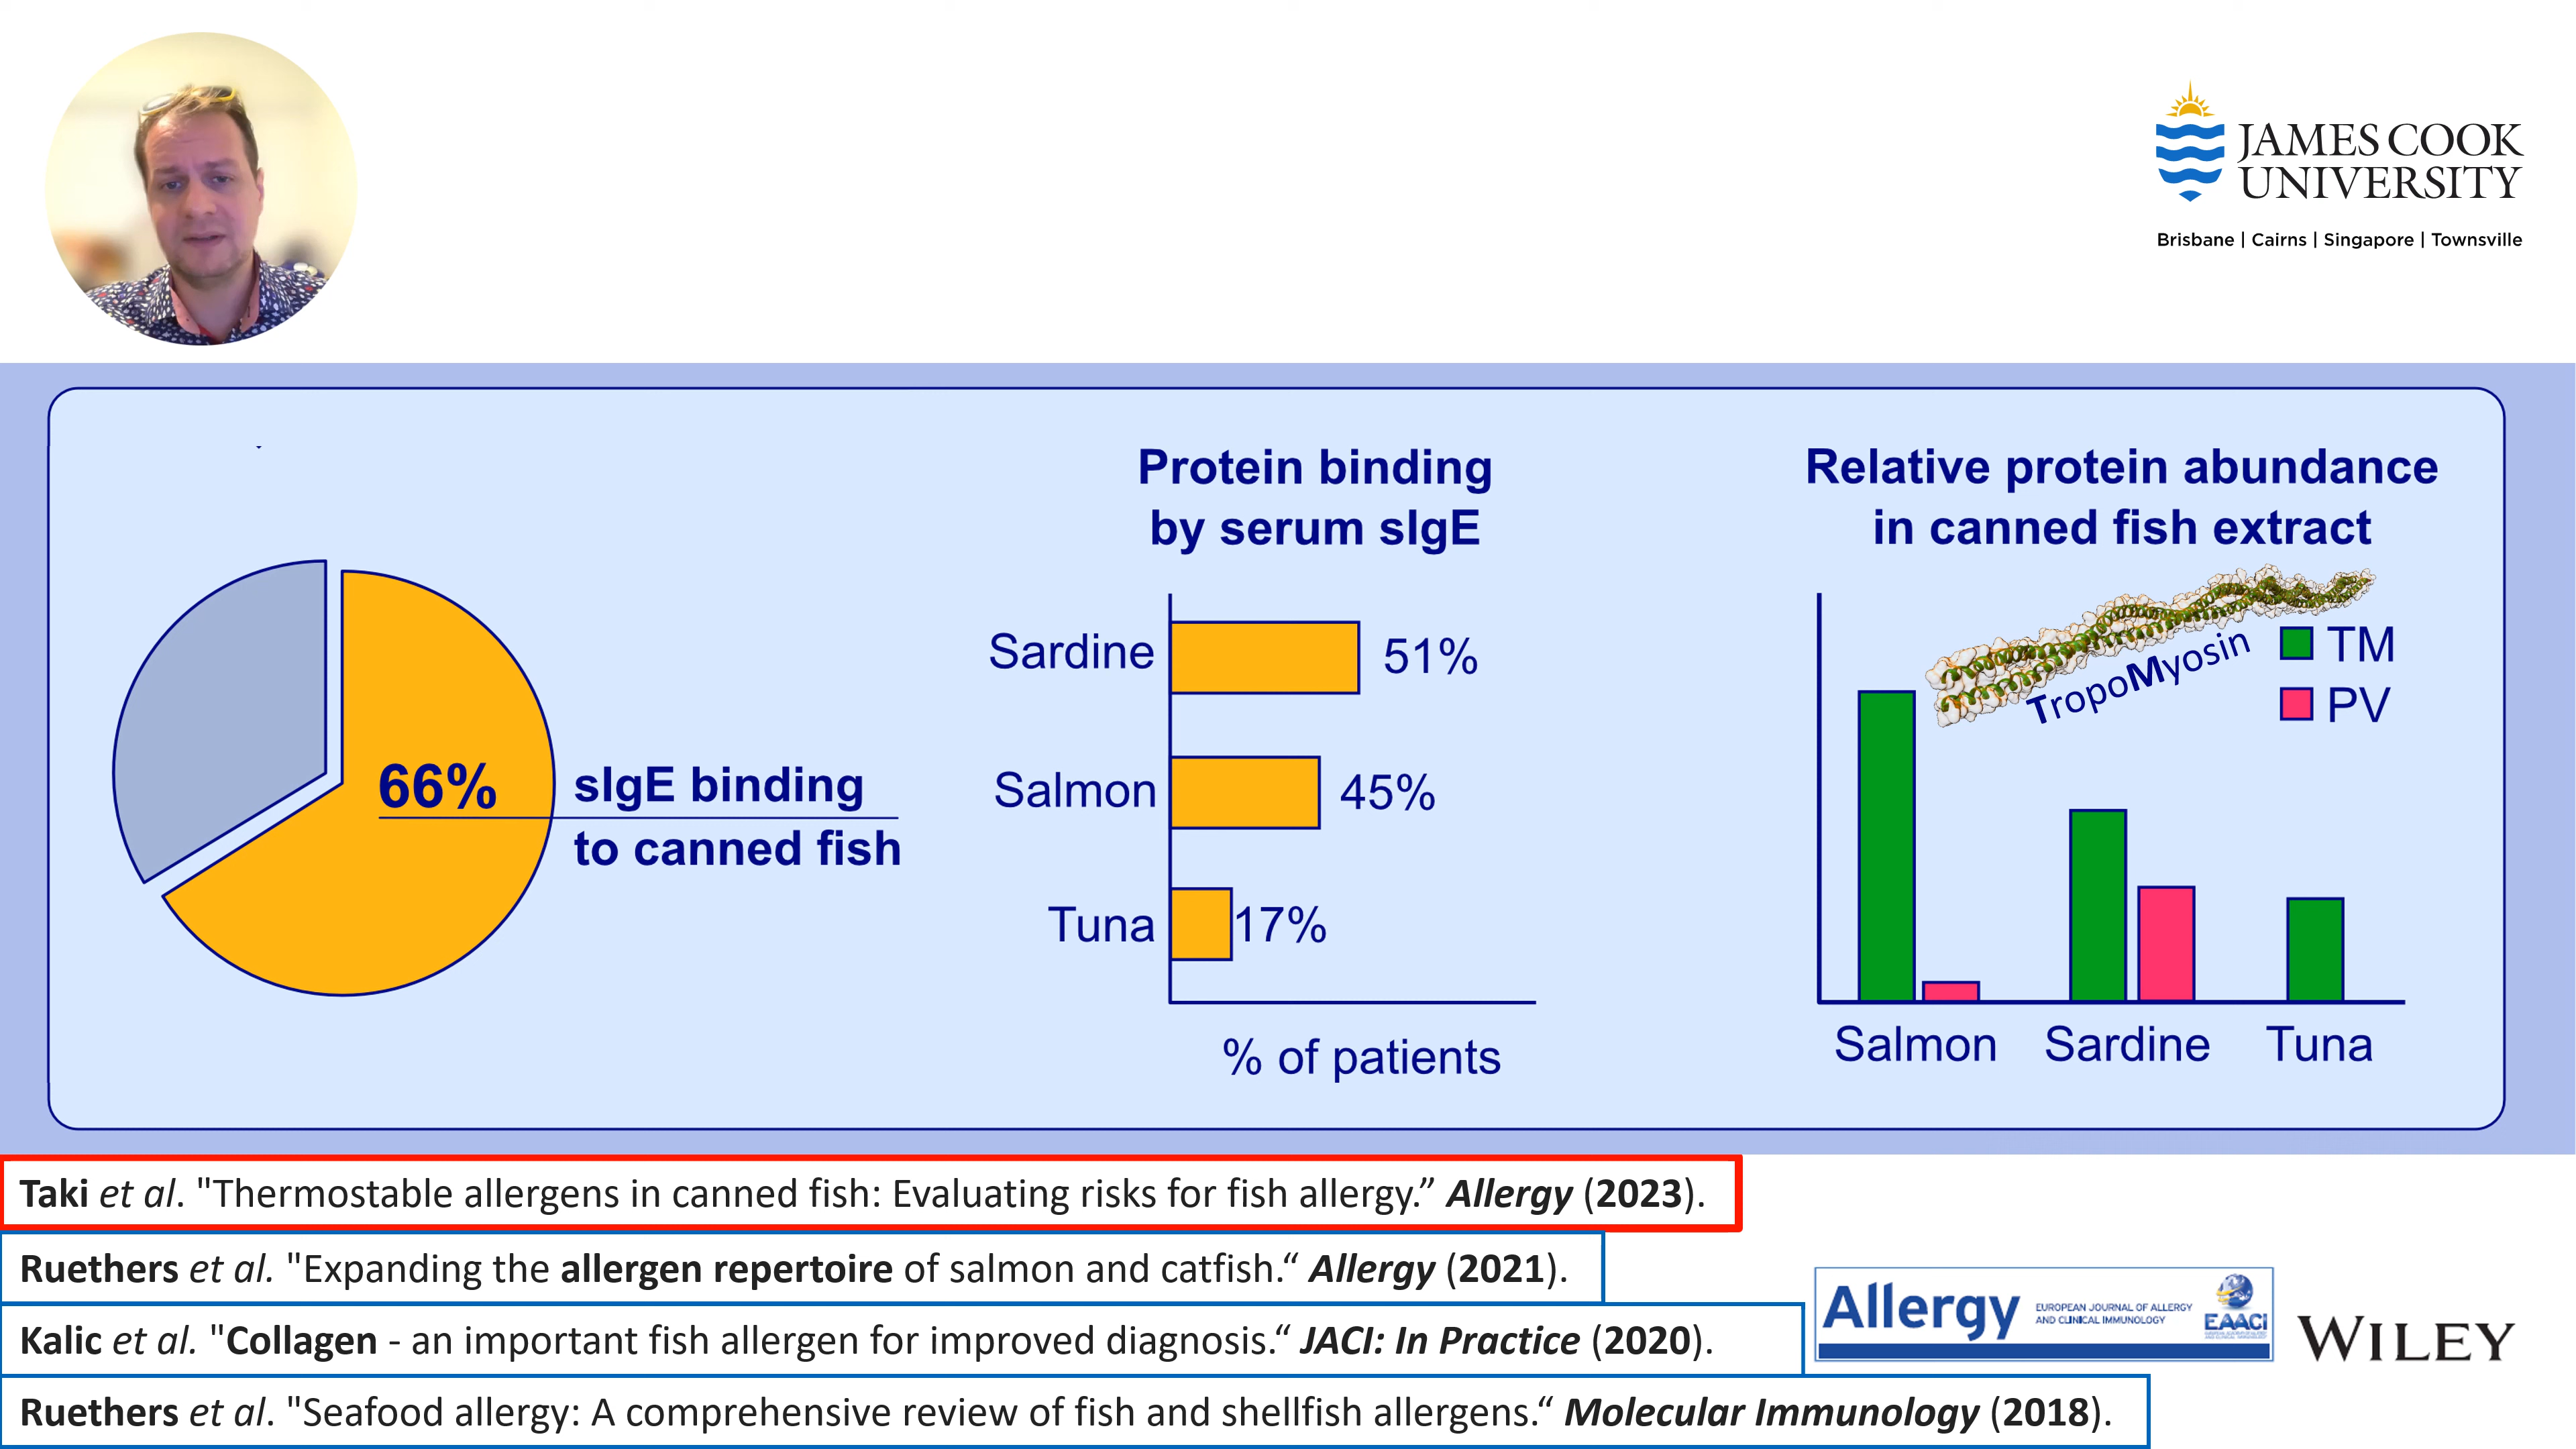 JAMES COOK
UNIVERSITY
Brisbane | Cairns | Singapore | Townsville
66%
sIgE binding
to canned fish
Protein binding
by serum sIgE
Sardine
51%
Salmon
45%
Tuna
17%
% of patients
Relative protein abundance
in canned fish extract
TropoMyosin
TM
PV
Salmon
Sardine
Tuna
Taki et al. "Thermostable allergens in canned fish: Evaluating risks for fish allergy.” Allergy (2023).
Ruethers et al. "Expanding the allergen repertoire of salmon and catfish.“ Allergy (2021).
Kalic et al. "Collagen - an important fish allergen for improved diagnosis.“ JACI: In Practice (2020).
Ruethers et al. "Seafood allergy: A comprehensive review of fish and shellfish allergens.“ Molecular Immunology (2018).
Allergy
EUROPEAN JOURNAL OF ALLERGY
AND CLINICAL IMMUNOLOGY
EAACI
WILEY